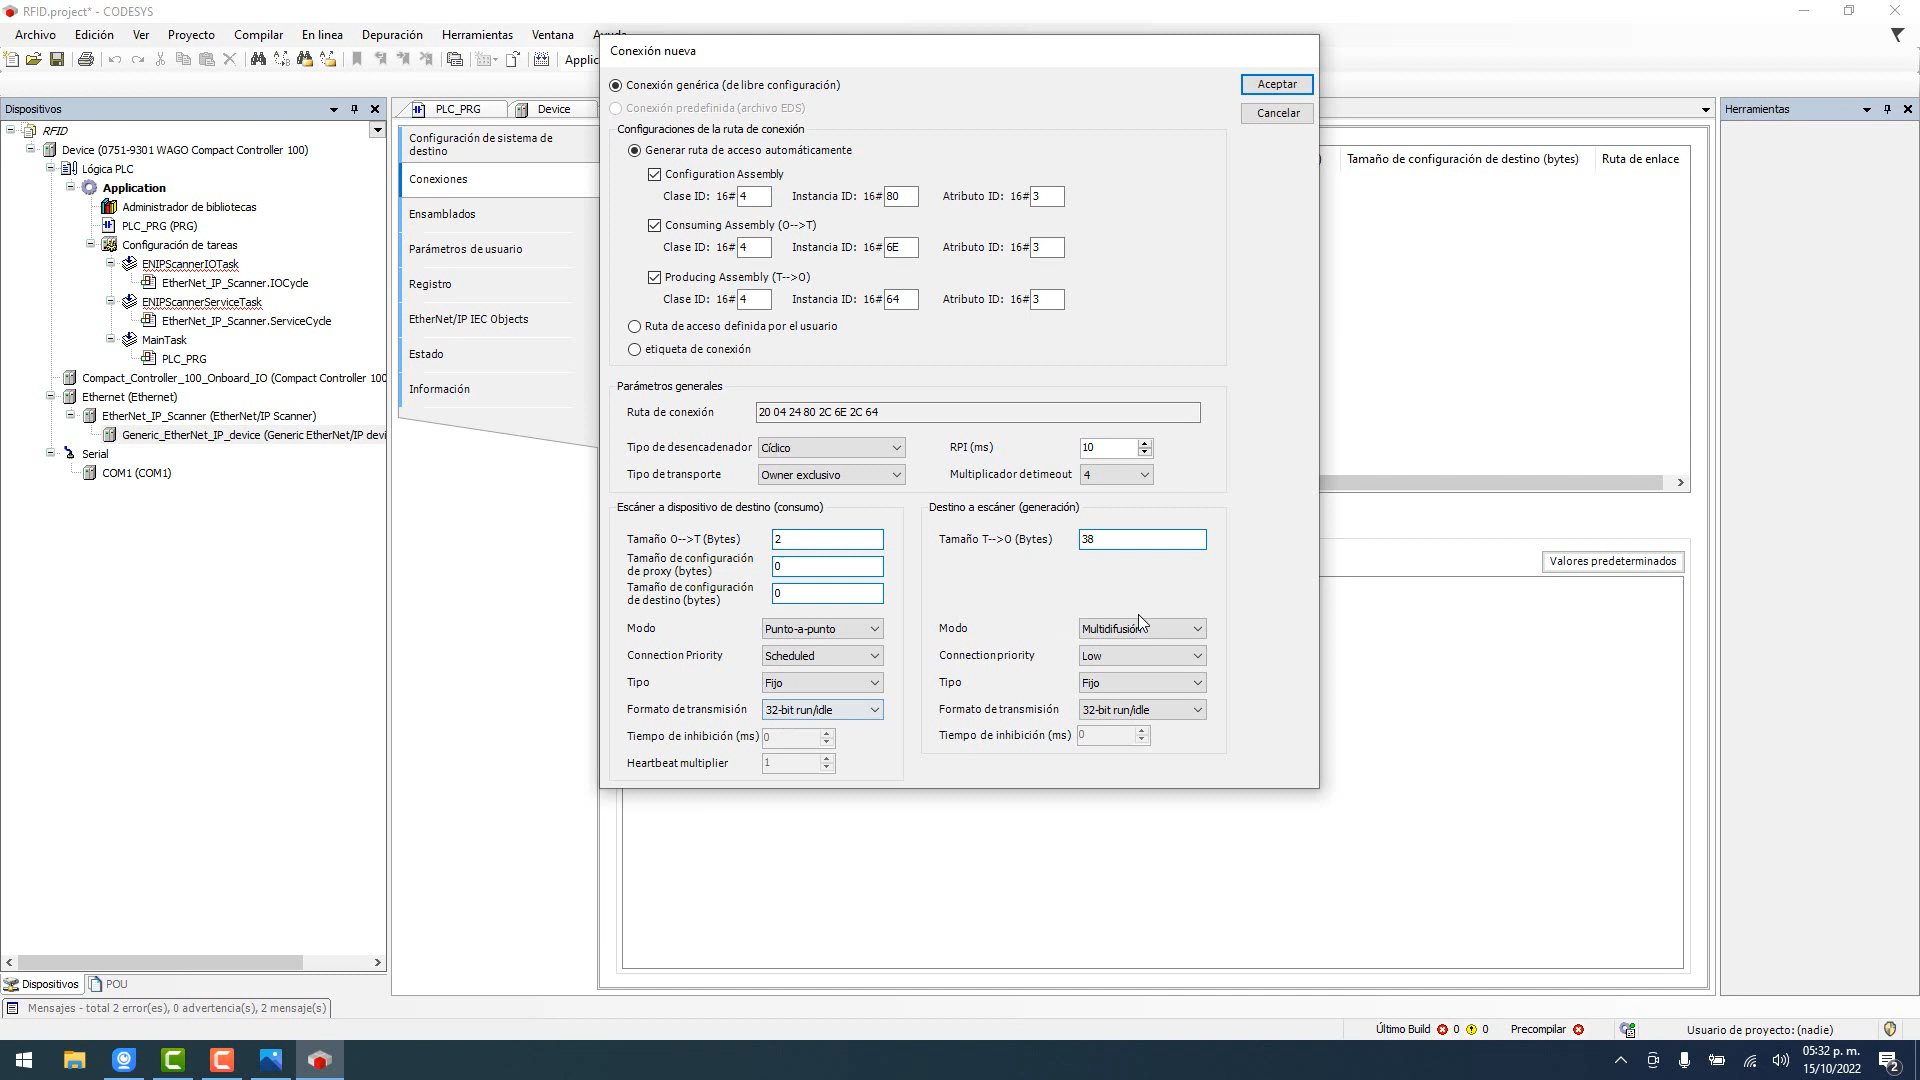 RFID.project* - CODESYS
Archivo Edición Ver Proyecto Compilar En linea Depuración Herramientas Ventana
Applic
Dispositivos
RFID
Device (0751-9301 WAGO Compact Controller 100)
Lógica PLC
Application
Administrador de bibliotecas
PLC_PRG (PRG)
Configuración de tareas
ENIPScannerIOTask
EtherNet_IP_Scanner.IOCycle
ENIPScannerServiceTask
EtherNet_IP_Scanner.ServiceCycle
MainTask
PLC_PRG
Compact_Controller_100_Onboard_IO (Compact Controller 100
Ethernet (Ethernet)
EtherNet_IP_Scanner (EtherNet/IP Scanner)
Generic_EtherNet_IP_device (Generic EtherNet/IP devi
Serial
COM1 (COM1)
Dispositivos POU
PLC_PRG Device
Configuración de sistema de destino
Conexiones
Ensamblados
Parámetros de usuario
Registro
EtherNet/IP IEC Objects
Estado
Información
Conexión nueva
Conexión genérica (de libre configuración)
Aceptar
Conexión predefinida (archivo EDS)
Cancelar
Configuraciones de la ruta de conexión
Generar ruta de acceso automáticamente
Configuration Assembly
Clase ID: 16# 4 Instancia ID: 16# 80 Atributo ID: 16# 3
Consuming Assembly (O-->T)
Clase ID: 16# 4 Instancia ID: 16# 6E Atributo ID: 16# 3
Producing Assembly (T-->O)
Clase ID: 16# 4 Instancia ID: 16# 64 Atributo ID: 16# 3
Ruta de acceso definida por el usuario
etiqueta de conexión
Parámetros generales
Ruta de conexión 20 04 24 80 2C 6E 2C 64
Tipo de desencadenador Cíclico RPI (ms) 10
Tipo de transporte Owner exclusivo Multiplicador de timeout 4
Escáner a dispositivo de destino (consumo) Destino a escáner (generación)
Tamaño O-->T (Bytes) 2 Tamaño T-->O (Bytes) 38
Tamaño de configuración de proxy (bytes) 0
Tamaño de configuración de destino (bytes) 0
Modo Punto-a-punto Modo Multidifusión
Connection Priority Scheduled Connection priority Low
Tipo Fijo Tipo Fijo
Formato de transmisión 32-bit run/idle Formato de transmisión 32-bit run/idle
Tiempo de inhibición (ms) 0 Tiempo de inhibición (ms) 0
Heartbeat multiplier 1
) Tamaño de configuración de destino (bytes) Ruta de enlace
Valores predeterminados
Herramientas
Mensajes - total 2 error(es), 0 advertencia(s), 2 mensaje(s)
Último Build 0 0 Precompilar Usuario de proyecto: (nadie)
05:32 p. m.
15/10/2022
2